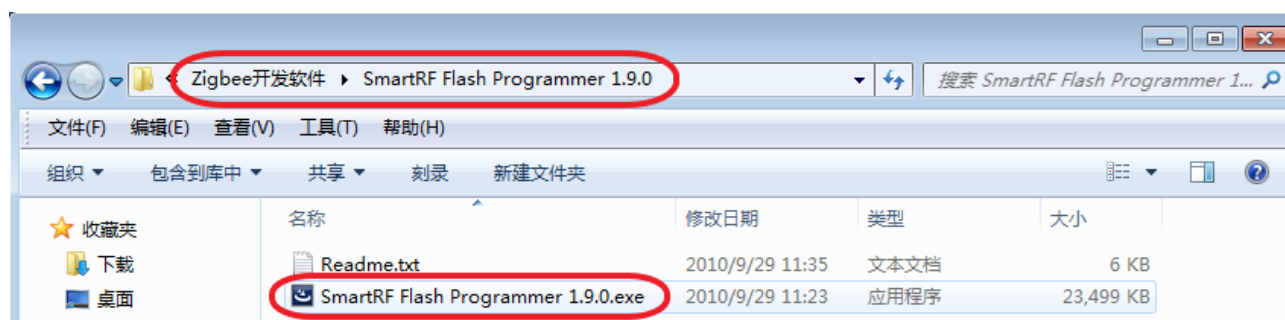 Zigbee开发软件 SmartRF Flash Programmer 1.9.0 搜索 SmartRF Flash Programmer 1...
文件(F) 编辑(E) 查看(V) 工具(T) 帮助(H)
组织 包含到库中 共享 刻录 新建文件夹
收藏夹 名称 修改日期 类型 大小
下载 Readme.txt 2010/9/29 11:35 文本文档 6 KB
桌面 SmartRF Flash Programmer 1.9.0.exe 2010/9/29 11:23 应用程序 23,499 KB